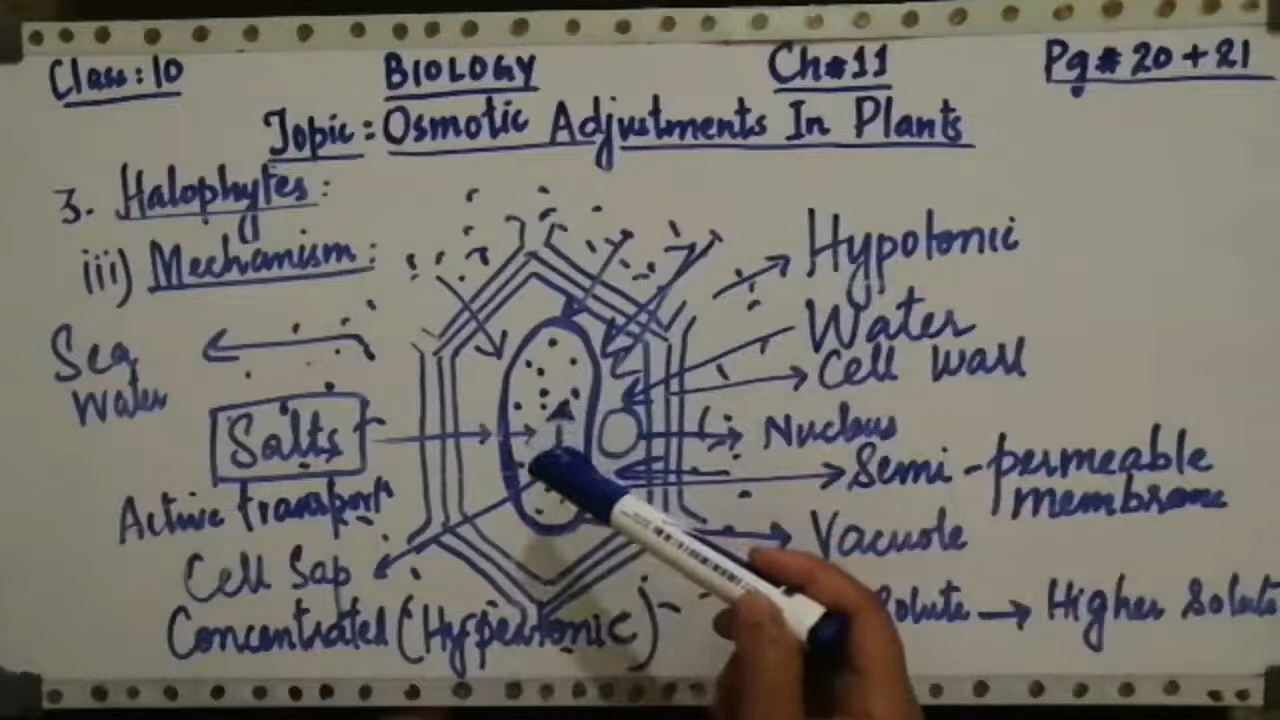 Class:10 BIOLOGY Ch#11 Pg# 20+21
Topic: Osmotic Adjustments In Plants
3. Halophytes:
iii) Mechanism:
Hypotonic
Sea
Water
Water
Cell wall
Salts
Nucleus
Semi-permeable
membrane
Active transport
Vacuole
Cell Sap
Concentrated (Hypertonic)
Solute → Higher Solute